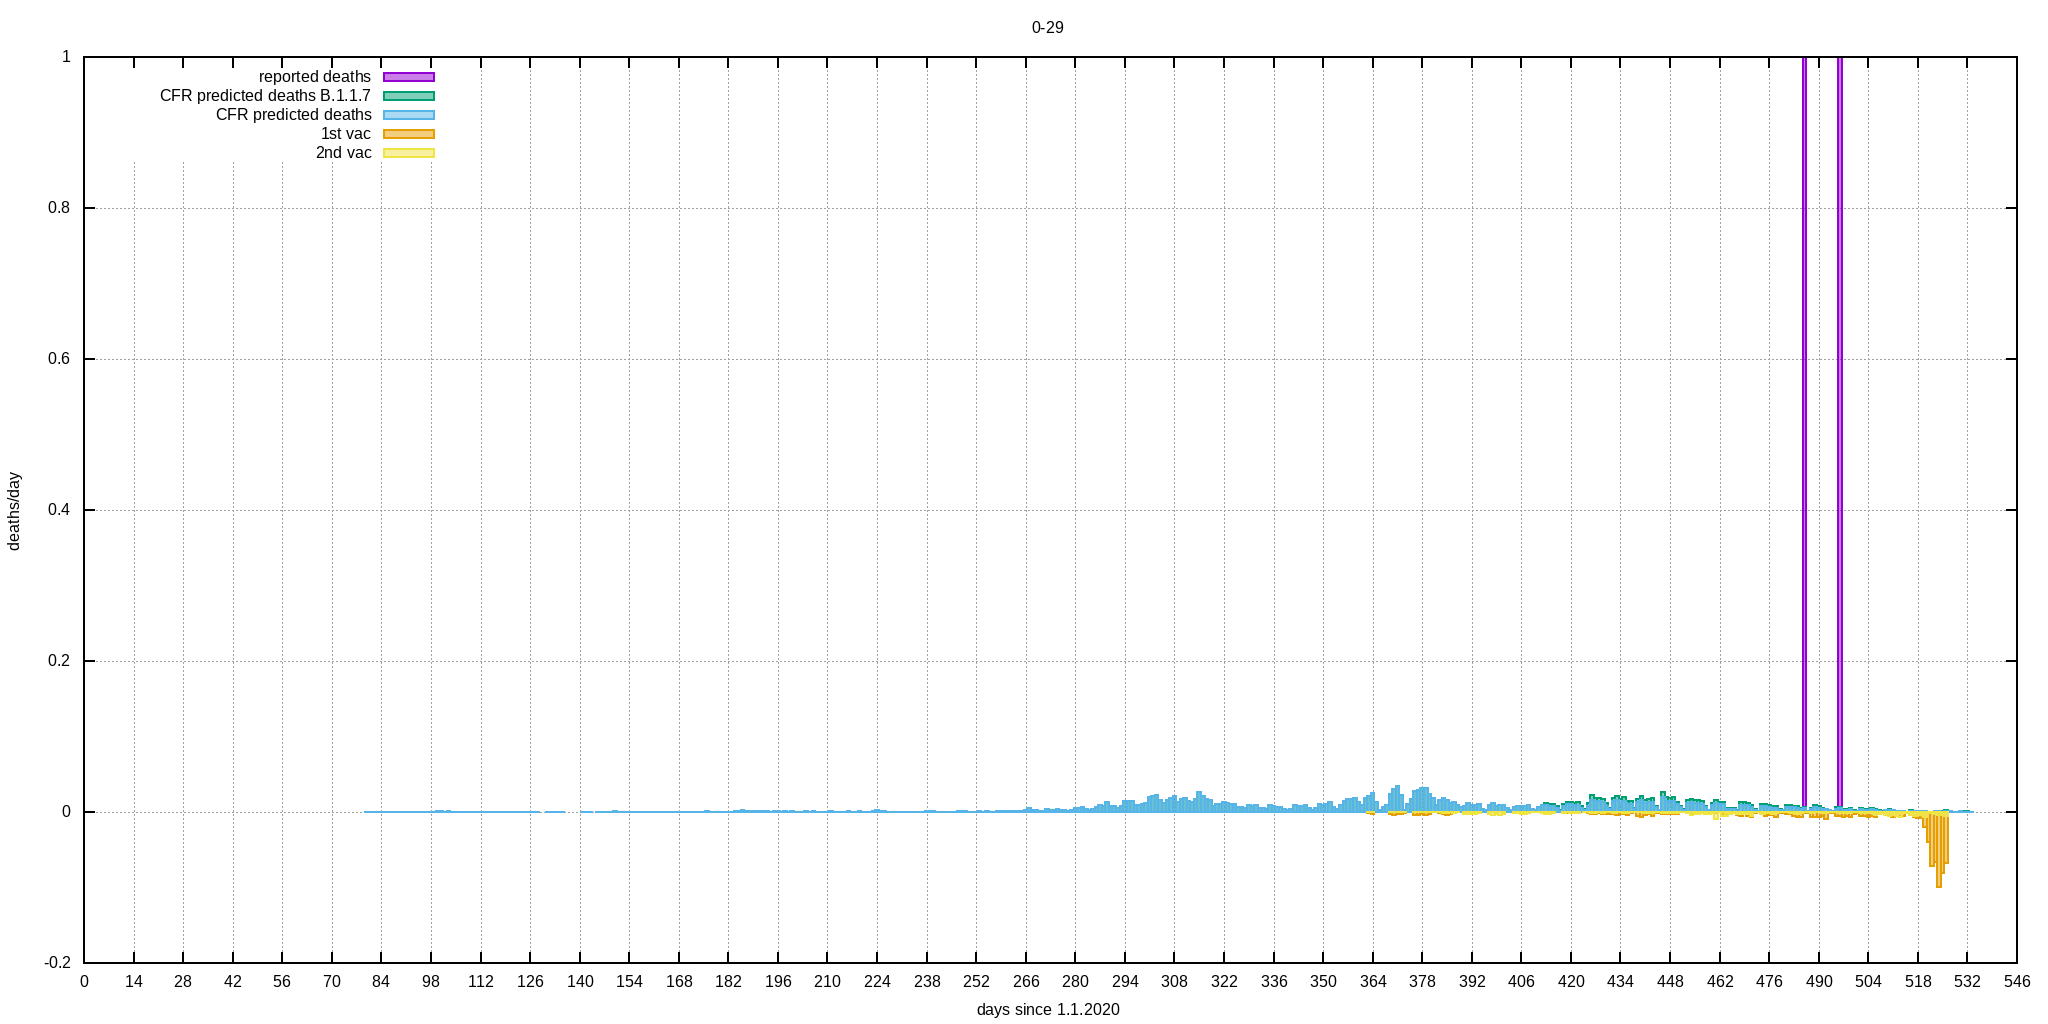 0-29
1
reported deaths
CFR predicted deaths B.1.1.7
CFR predicted deaths
1st vac
2nd vac
0.8
0.6
0.4
0.2
0
-0.2
deaths/day
0 14 28 42 56 70 84 98 112 126 140 154 168 182 196 210 224 238 252 266 280 294 308 322 336 350 364 378 392 406 420 434 448 462 476 490 504 518 532 546
days since 1.1.2020